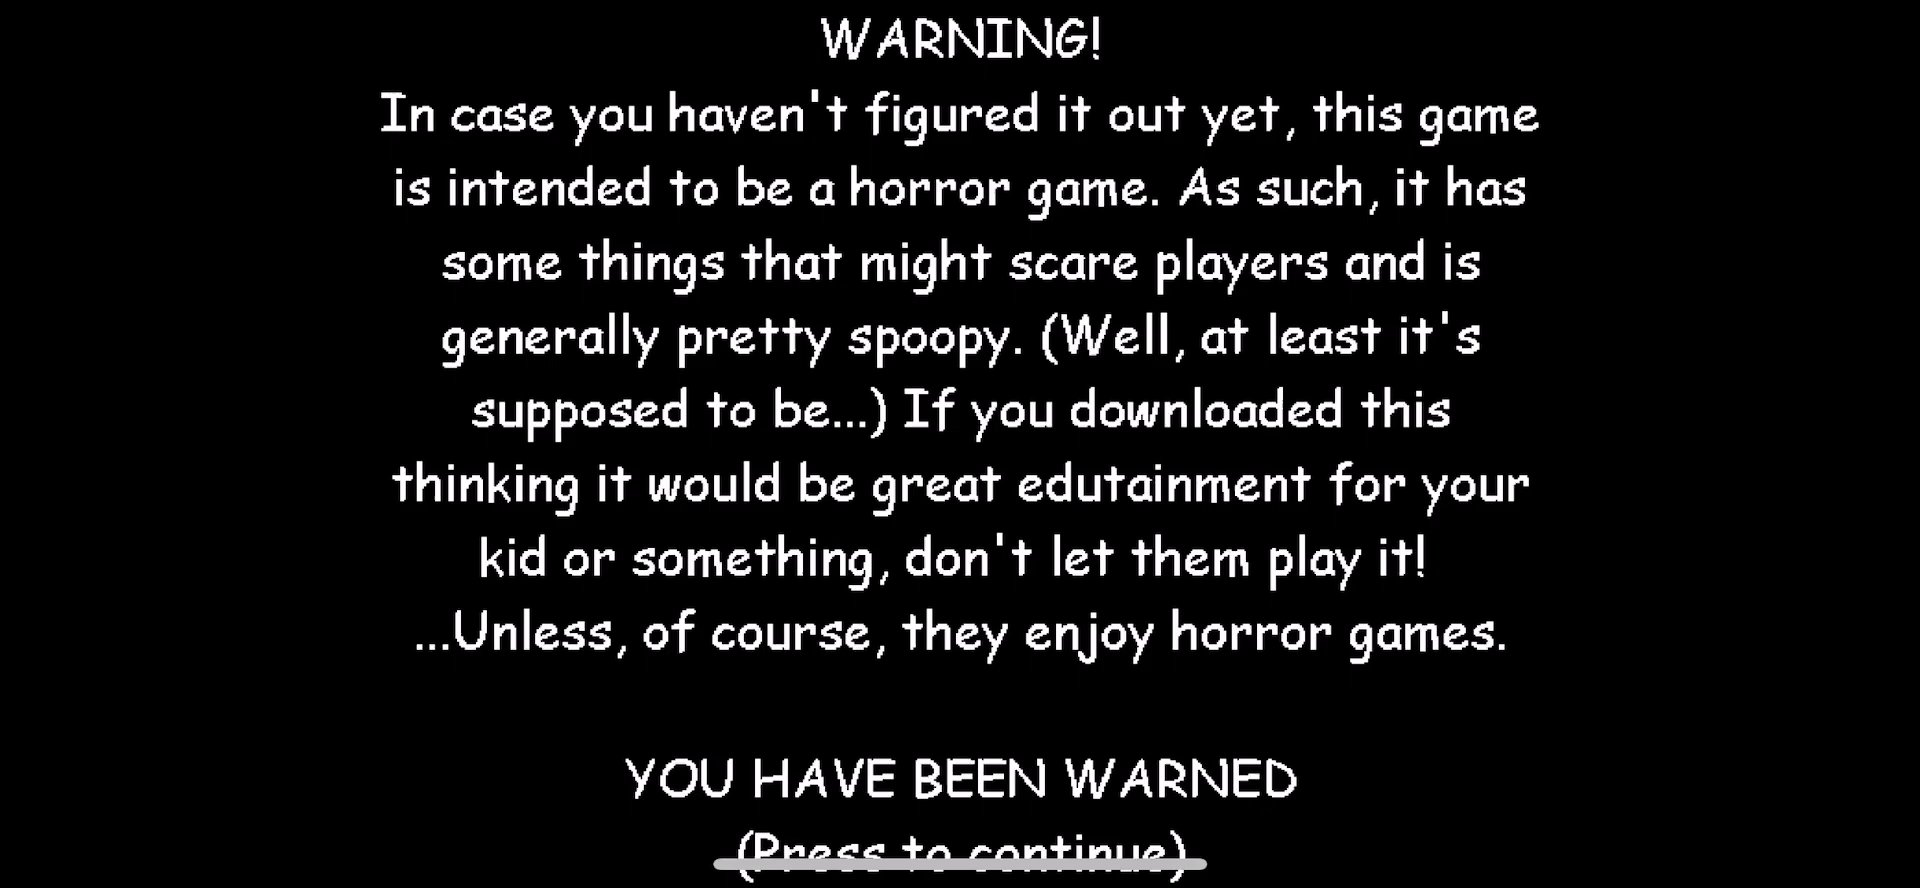 WARNING!
In case you haven't figured it out yet, this game
is intended to be a horror game. As such, it has
some things that might scare players and is
generally pretty spoopy. (Well, at least it's
supposed to be...) If you downloaded this
thinking it would be great edutainment for your
kid or something, don't let them play it!
...Unless, of course, they enjoy horror games.
YOU HAVE BEEN WARNED
(Press to continue)